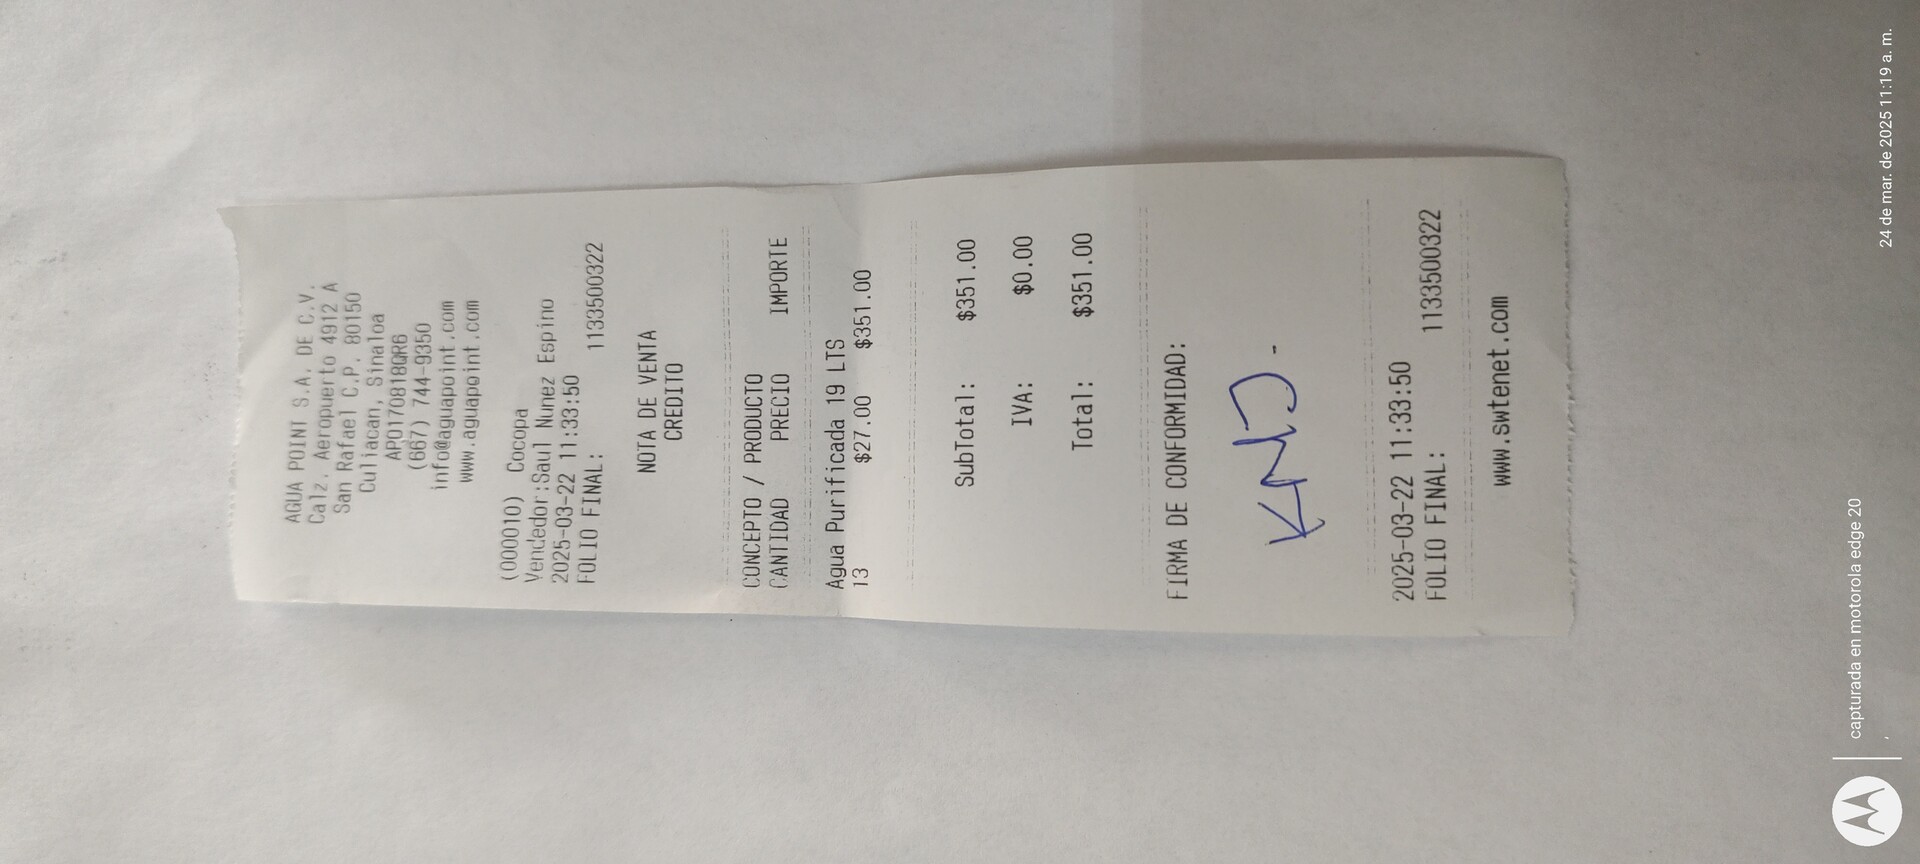 AGUA POINT S.A. DE C.V.
Calz. Aeropuerto 4912 A
San Rafael C.P. 80150
Culiacan, Sinaloa
APO170818QR6
(667) 744-9350
info@aguapoint.com
www.aguapoint.com
(000010) Cocopa
Vendedor:Saul Nunez Espino
2025-03-22 11:33:50
FOLIO FINAL: 1133500322
NOTA DE VENTA
CREDITO
CONCEPTO / PRODUCTO
CANTIDAD PRECIO IMPORTE
Agua Purificada 19 LTS
13 $27.00 $351.00
SubTotal: $351.00
IVA: $0.00
Total: $351.00
FIRMA DE CONFORMIDAD:
2025-03-22 11:33:50
FOLIO FINAL: 1133500322
www.swtenet.com
capturada en motorola edge 20
24 de mar. de 2025 11:19 a. m.